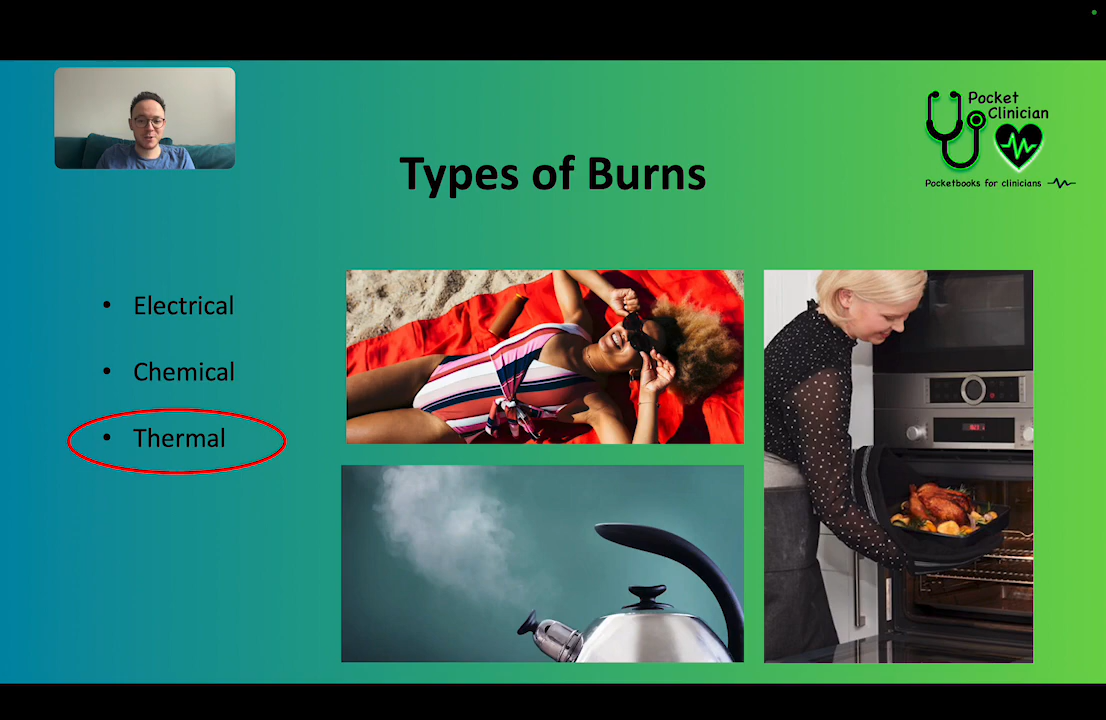 Pocket
Clinician
Pocketbooks for clinicians
Types of Burns
• Electrical
• Chemical
• Thermal